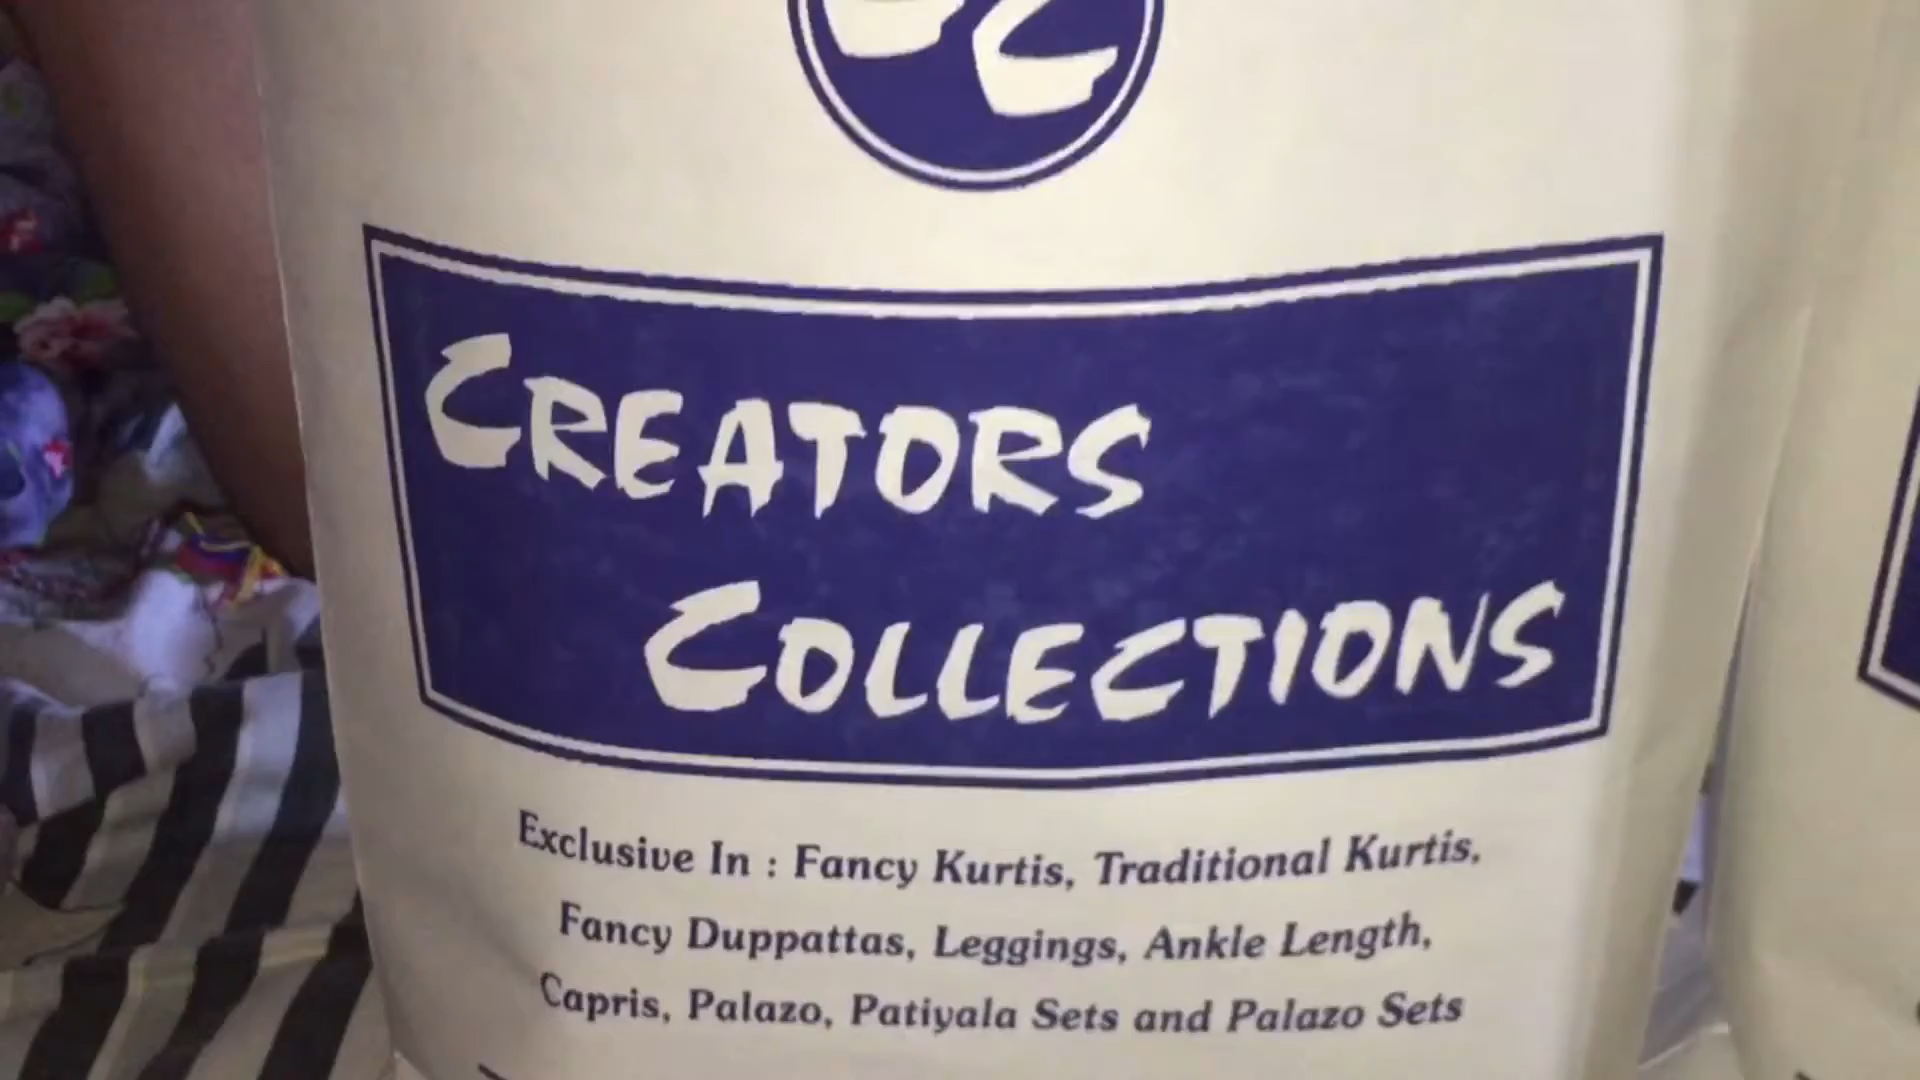 CREATORS
COLLECTIONS
Exclusive In : Fancy Kurtis, Traditional Kurtis,
Fancy Duppattas, Leggings, Ankle Length,
Capris, Palazo, Patiyala Sets and Palazo Sets